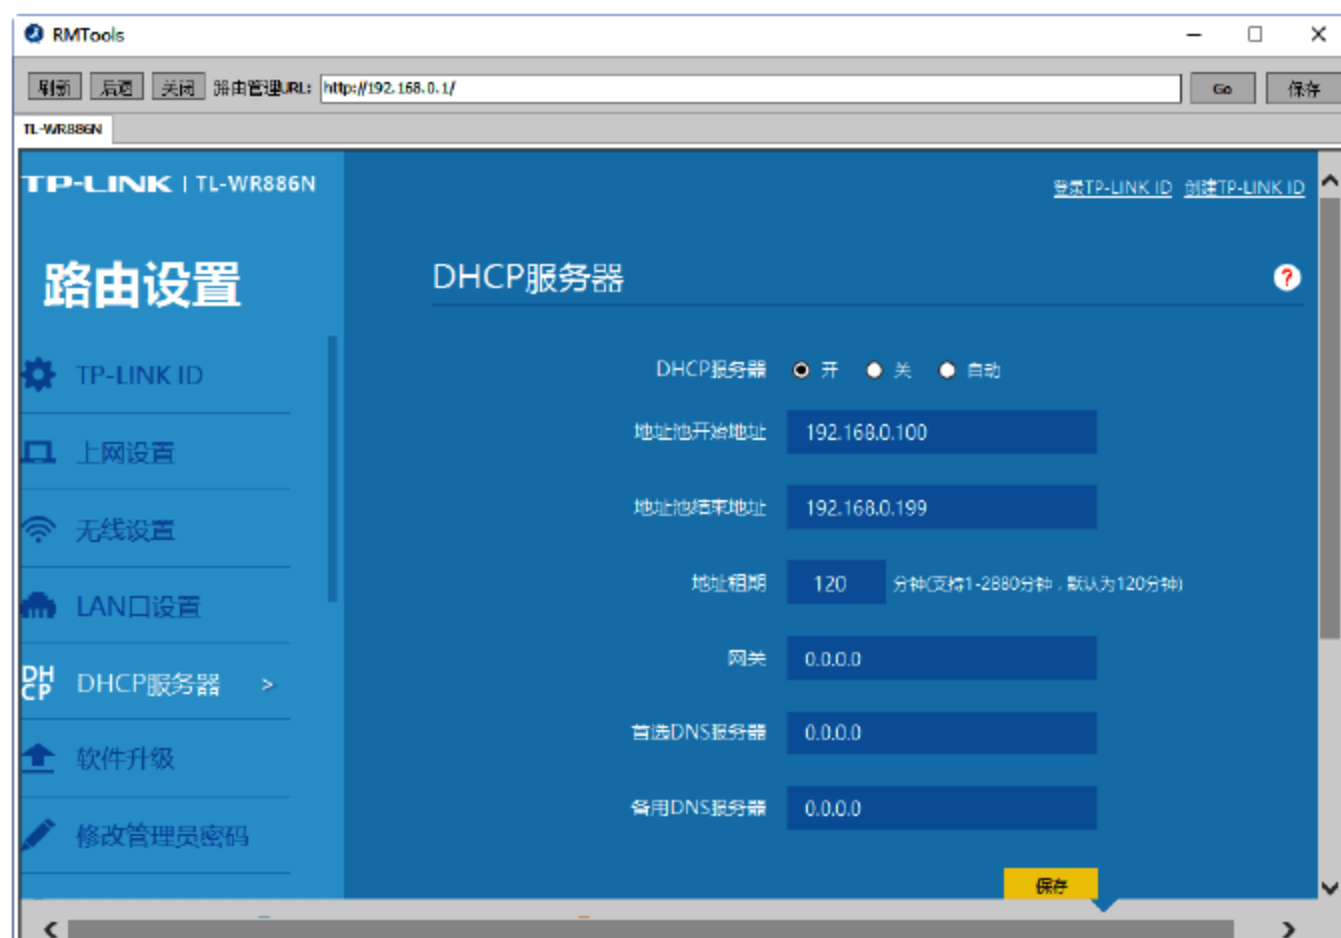 RMTools
刷新 后退 关闭 路由管理URL: http://192.168.0.1/ Go 保存
TL-WR886N
TP-LINK | TL-WR886N
登录TP-LINK ID 创建TP-LINK ID
路由设置
TP-LINK ID
上网设置
无线设置
LAN口设置
DHCP DHCP服务器 >
软件升级
修改管理员密码
DHCP服务器 ?
DHCP服务器 开 关 自动
地址池开始地址 192.168.0.100
地址池结束地址 192.168.0.199
地址租期 120 分钟(支持1-2880分钟，默认为120分钟)
网关 0.0.0.0
首选DNS服务器 0.0.0.0
备用DNS服务器 0.0.0.0
保存